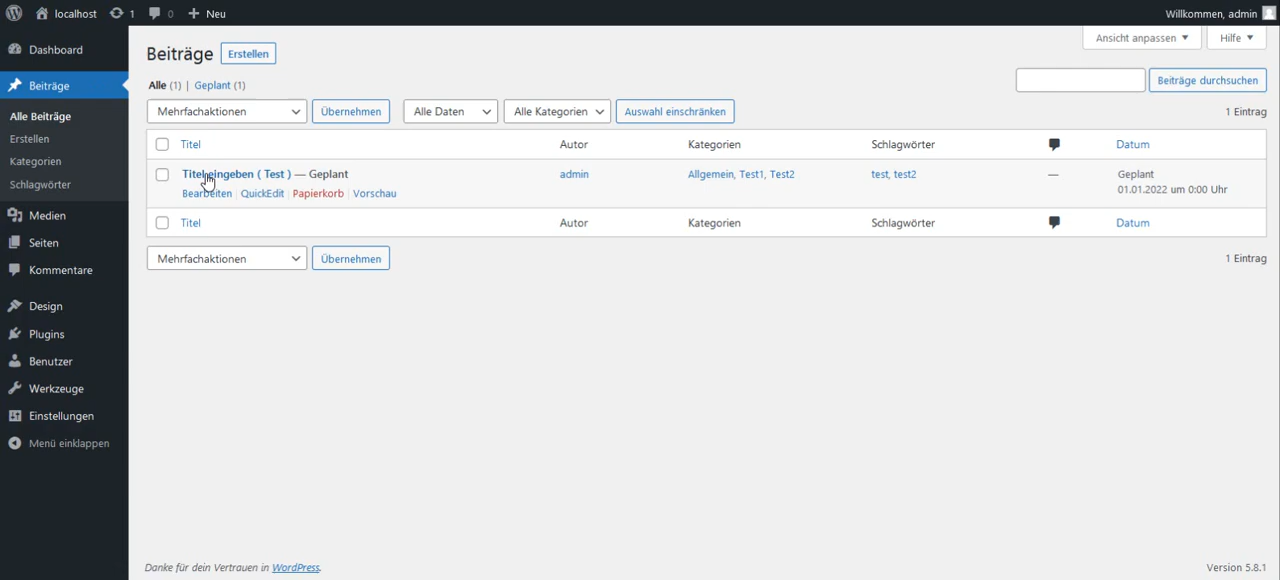 localhost 1 0 Neu Willkommen, admin
Dashboard
Beiträge
Alle Beiträge
Erstellen
Kategorien
Schlagwörter
Medien
Seiten
Kommentare
Design
Plugins
Benutzer
Werkzeuge
Einstellungen
Menü einklappen
Ansicht anpassen Hilfe
Beiträge Erstellen
Alle (1) | Geplant (1)
Beiträge durchsuchen
Mehrfachaktionen Übernehmen Alle Daten Alle Kategorien Auswahl einschränken 1 Eintrag
Titel Autor Kategorien Schlagwörter Datum
Titel eingeben ( Test ) — Geplant admin Allgemein, Test1, Test2 test, test2 — Geplant
01.01.2022 um 0:00 Uhr
Bearbeiten | QuickEdit | Papierkorb | Vorschau
Titel Autor Kategorien Schlagwörter Datum
Mehrfachaktionen Übernehmen 1 Eintrag
Danke für dein Vertrauen in WordPress. Version 5.8.1